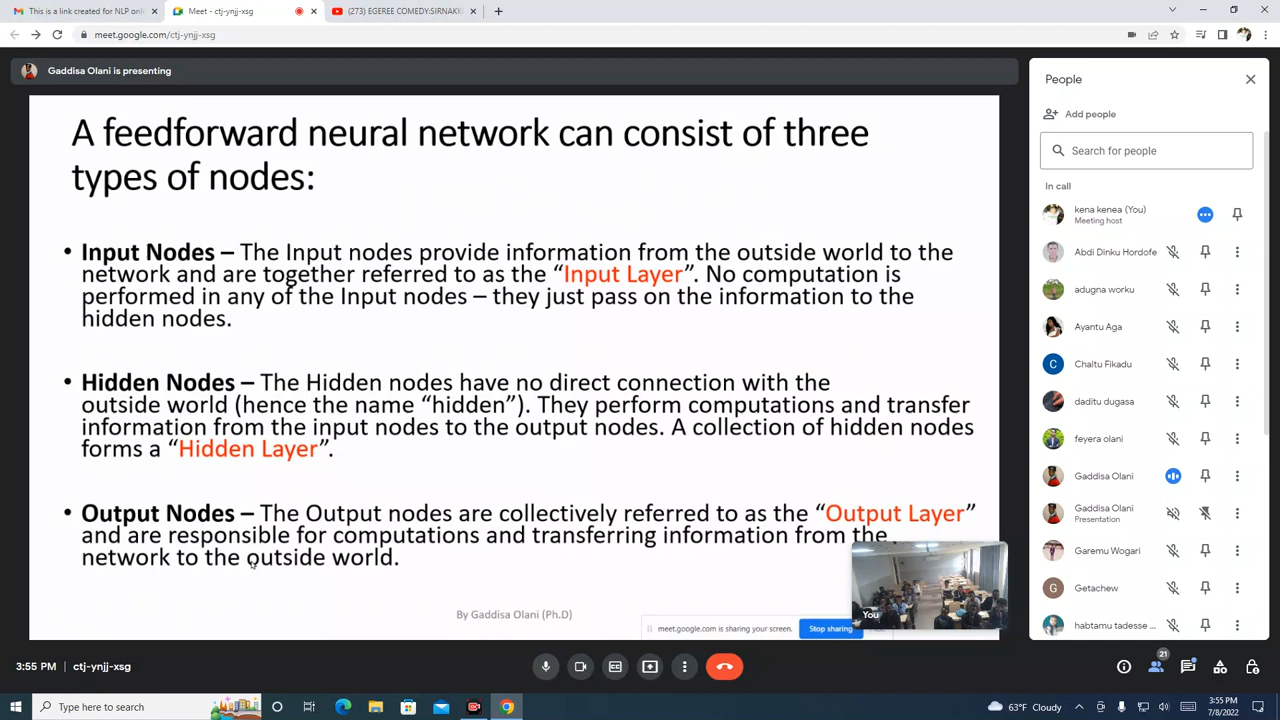 This is a link created for NLP onli
Meet - ctj-ynjj-xsg
(273) EGEREE COMEDY:SIRNAKK
meet.google.com/ctj-ynjj-xsg
Gaddisa Olani is presenting
A feedforward neural network can consist of three
types of nodes:
• Input Nodes – The Input nodes provide information from the outside world to the
network and are together referred to as the “Input Layer”. No computation is
performed in any of the Input nodes – they just pass on the information to the
hidden nodes.
• Hidden Nodes – The Hidden nodes have no direct connection with the
outside world (hence the name “hidden”). They perform computations and transfer
information from the input nodes to the output nodes. A collection of hidden nodes
forms a “Hidden Layer”.
• Output Nodes – The Output nodes are collectively referred to as the “Output Layer”
and are responsible for computations and transferring information from the
network to the outside world.
By Gaddisa Olani (Ph.D)
You
meet.google.com is sharing your screen.
Stop sharing
People
Add people
Search for people
In call
kena kenea (You)
Meeting host
Abdi Dinku Hordofe
adugna worku
Ayantu Aga
C
Chaltu Fikadu
daditu dugasa
feyera olani
Gaddisa Olani
Gaddisa Olani
Presentation
Garemu Wogari
G
Getachew
habtamu tadesse ...
3:55 PM | ctj-ynjj-xsg
21
Type here to search
63°F Cloudy
3:55 PM
7/8/2022